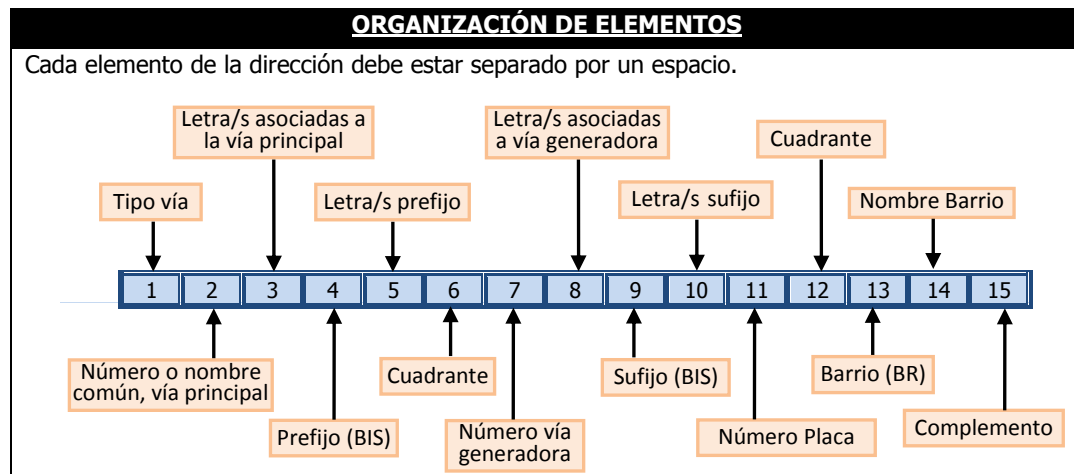 ORGANIZACIÓN DE ELEMENTOS
Cada elemento de la dirección debe estar separado por un espacio.
Letra/s asociadas a
la vía principal
Letra/s asociadas
a vía generadora
Cuadrante
Tipo vía
Letra/s prefijo
Letra/s sufijo
Nombre Barrio
1 2 3 4 5 6 7 8 9 10 11 12 13 14 15
Número o nombre
común, vía principal
Cuadrante
Sufijo (BIS)
Barrio (BR)
Prefijo (BIS)
Número vía
generadora
Número Placa
Complemento